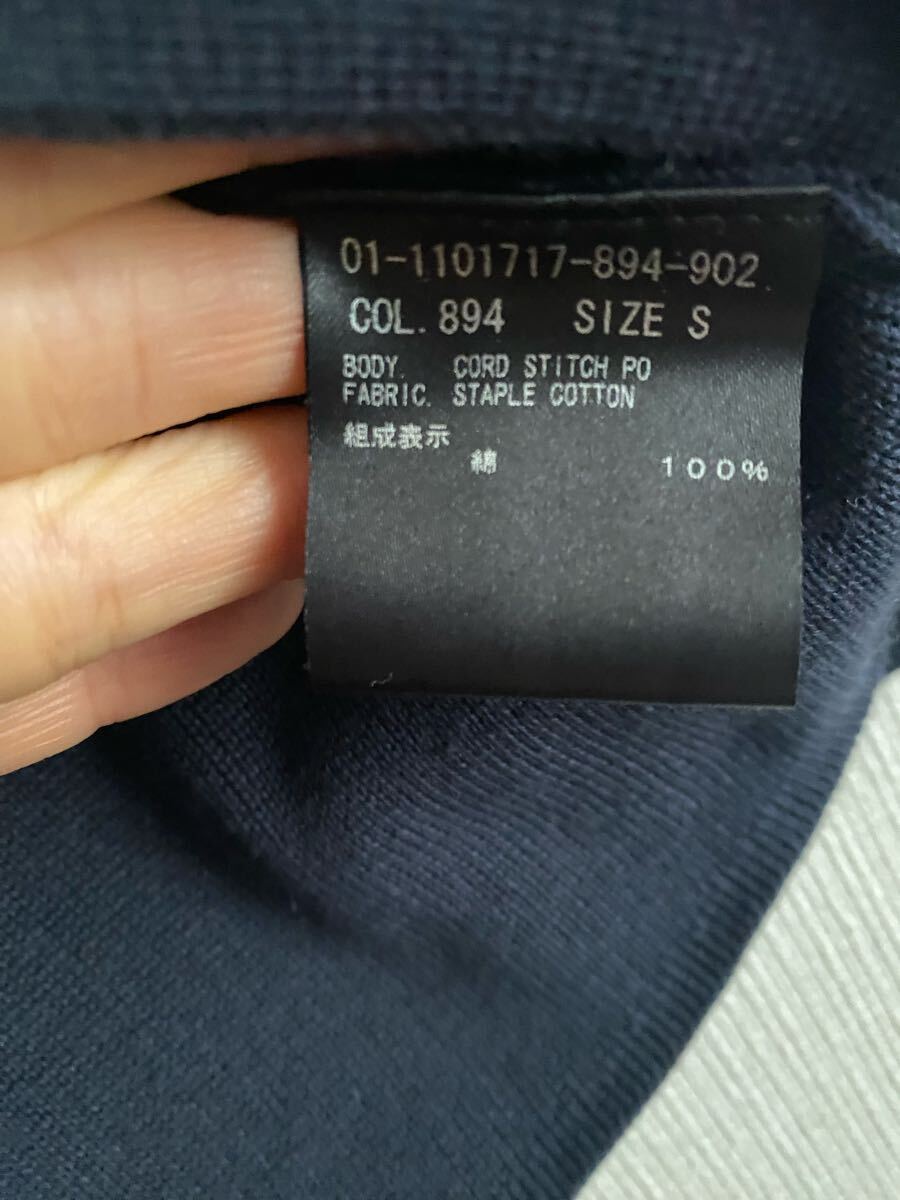 01-1101717-894-902
COL. 894 SIZE S
BODY. CORD STITCH PO
FABRIC. STAPLE COTTON
組成表示
綿 100%